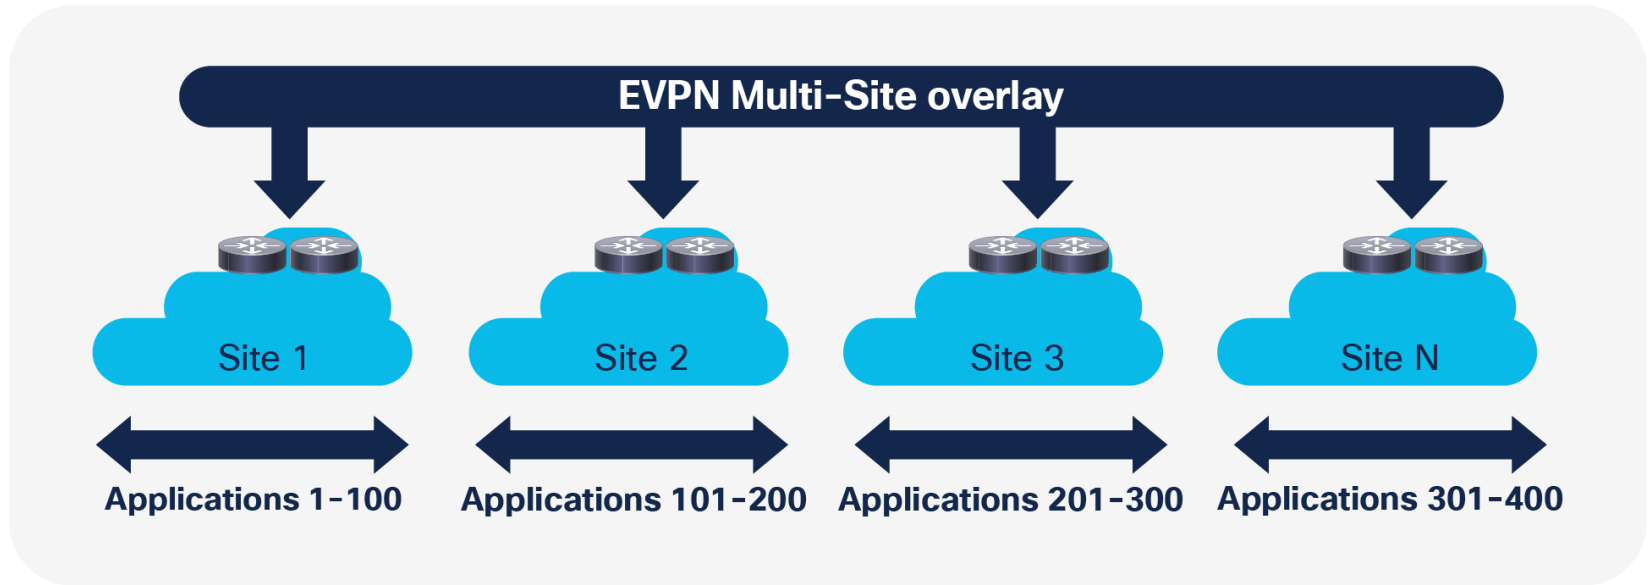 EVPN Multi-Site overlay
Site 1
Site 2
Site 3
Site N
Applications 1-100
Applications 101-200
Applications 201-300
Applications 301-400